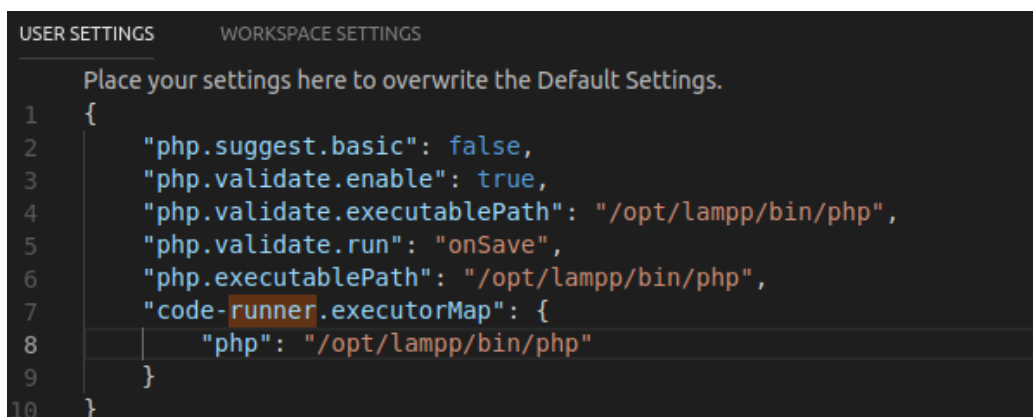 USER SETTINGS WORKSPACE SETTINGS
Place your settings here to overwrite the Default Settings.
1 {
2 "php.suggest.basic": false,
3 "php.validate.enable": true,
4 "php.validate.executablePath": "/opt/lampp/bin/php",
5 "php.validate.run": "onSave",
6 "php.executablePath": "/opt/lampp/bin/php",
7 "code-runner.executorMap": {
8 "php": "/opt/lampp/bin/php"
9 }
10 }